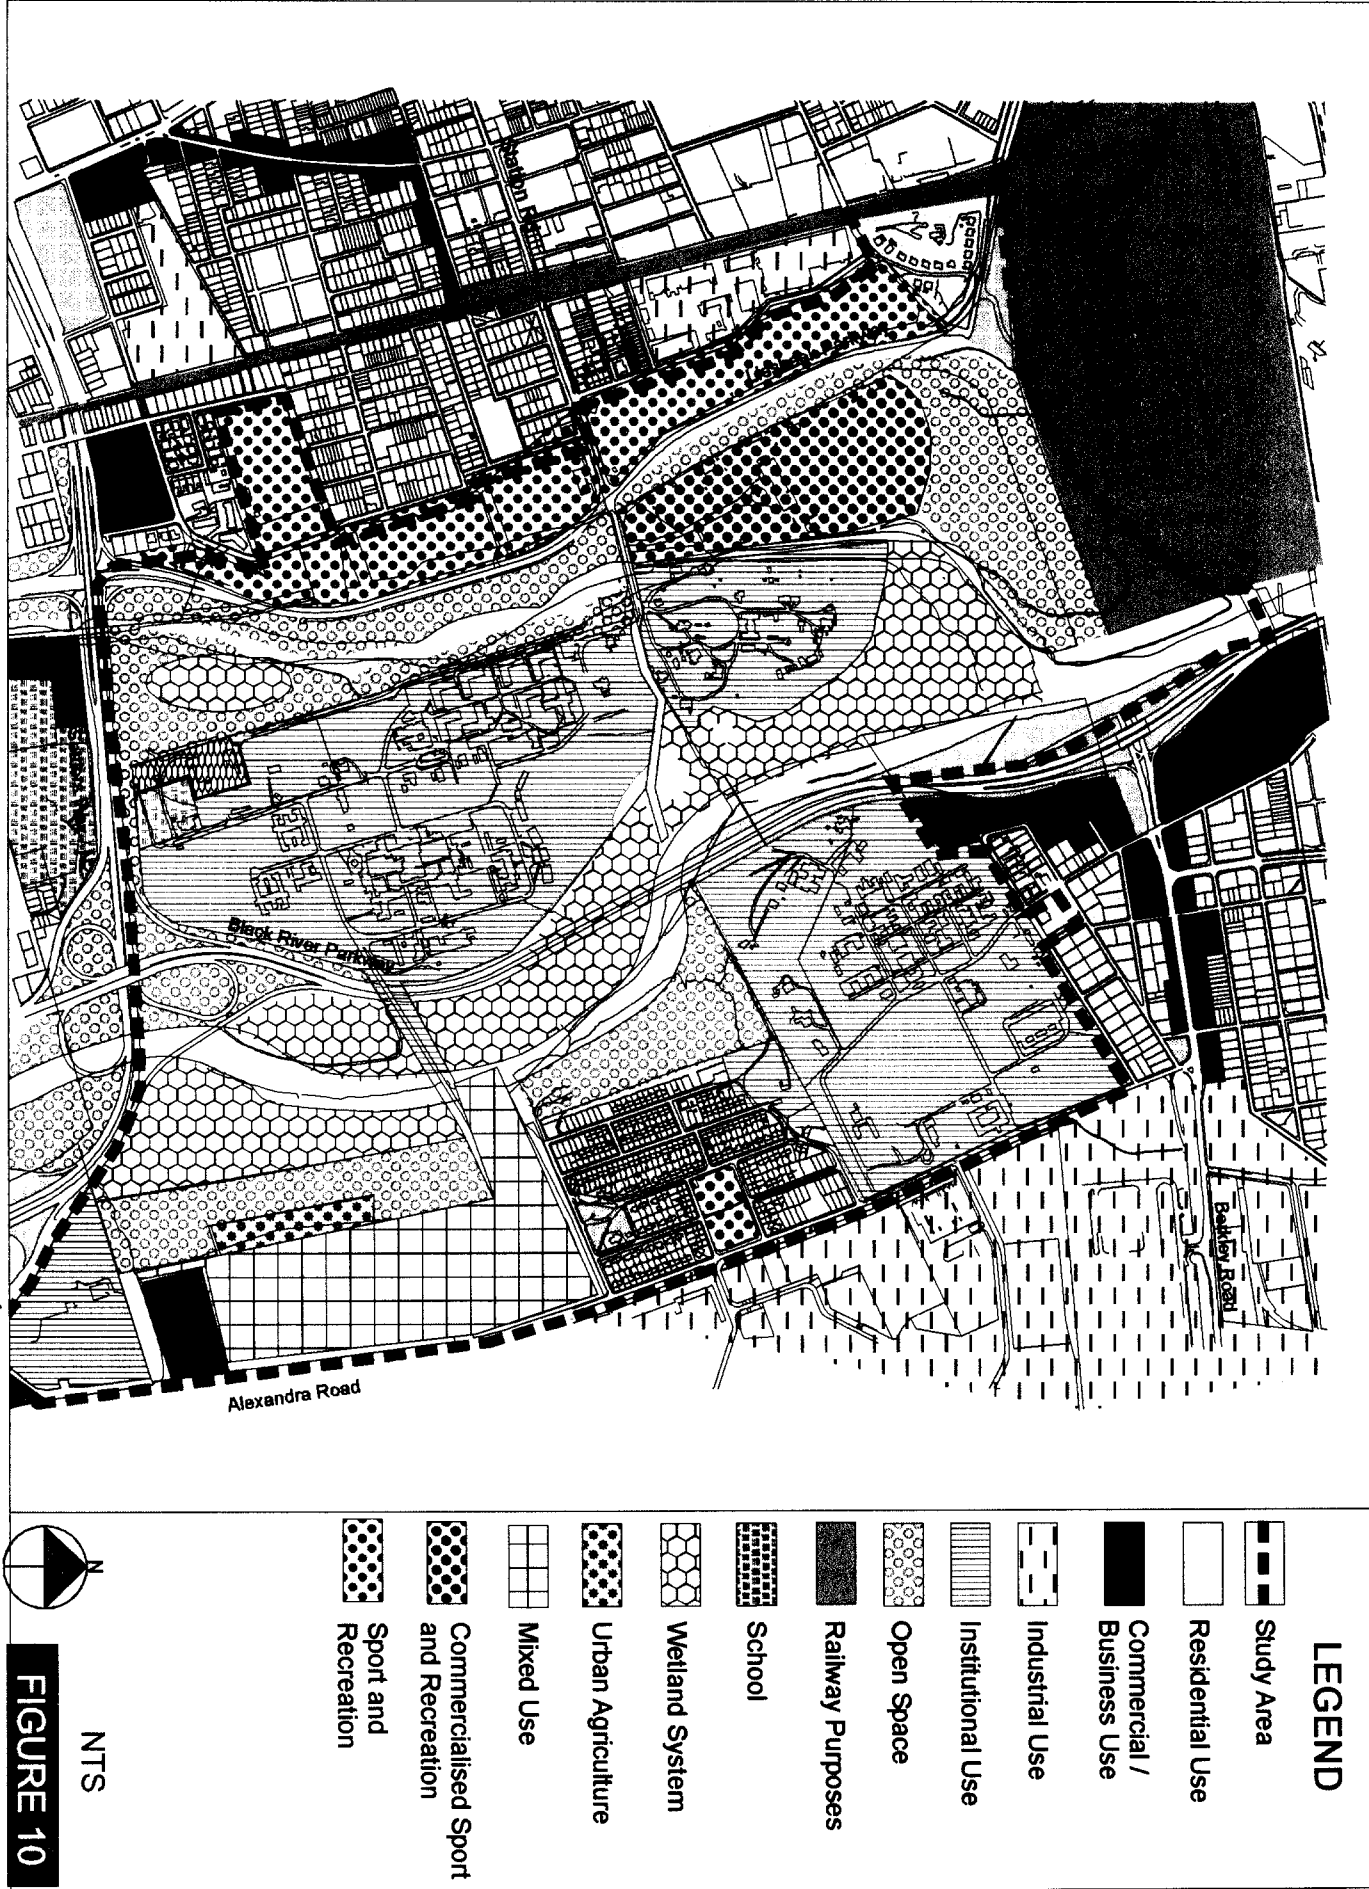 LEGEND
Study Area
Residential Use
Commercial /
Business Use
Industrial Use
Institutional Use
Open Space
Railway Purposes
School
Wetland System
Urban Agriculture
Mixed Use
Commercialised Sport
and Recreation
Sport and
Recreation
N
NTS
FIGURE 10
Black River Parkway
Berkley Road
Alexandra Road